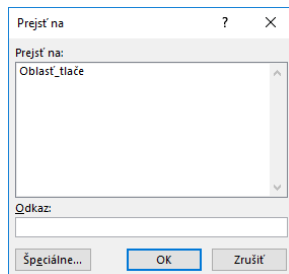 Prejsť na ?
Prejsť na:
Oblasť_tlače
Odkaz:
Špeciálne... OK Zrušiť